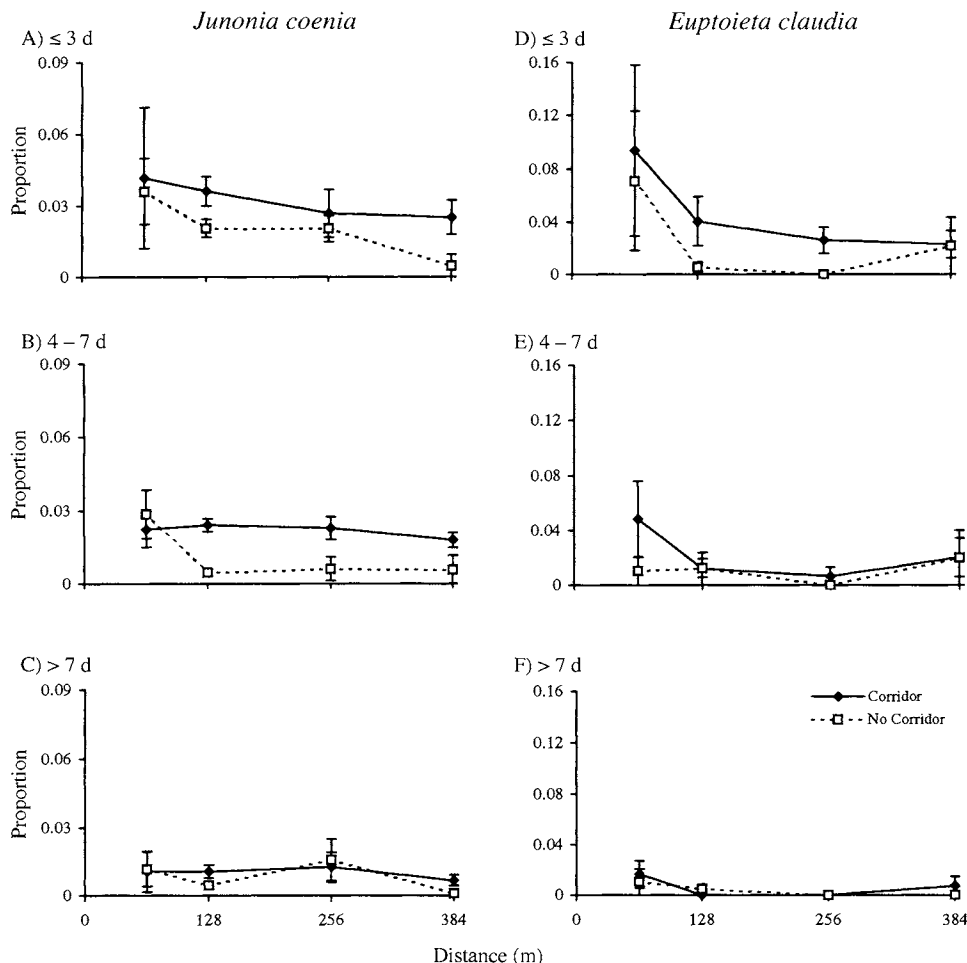 Junonia coenia
Euptoieta claudia
A) ≤ 3 d
0.09
0.06
0.03
0
Proportion
D) ≤ 3 d
0.16
0.12
0.08
0.04
0
B) 4 – 7 d
0.09
0.06
0.03
0
Proportion
E) 4 – 7 d
0.16
0.12
0.08
0.04
0
C) > 7 d
0.09
0.06
0.03
0
Proportion
0
128
256
384
F) > 7 d
0.16
0.12
0.08
0.04
0
Corridor
No Corridor
0
128
256
384
Distance (m)